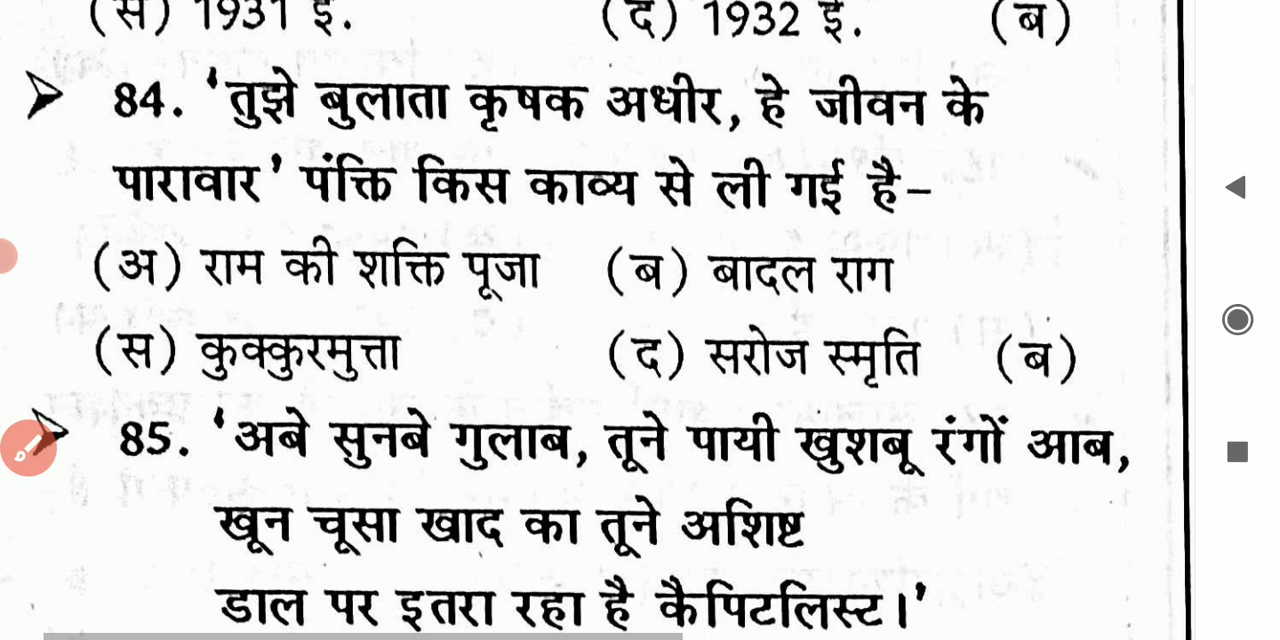 (स) 1931 ई. (द) 1932 ई. (ब)
84. 'तुझे बुलाता कृषक अधीर, हे जीवन के
पारावार' पंक्ति किस काव्य से ली गई है–
(अ) राम की शक्ति पूजा (ब) बादल राग
(स) कुक्कुरमुत्ता (द) सरोज स्मृति (ब)
85. 'अबे सुनबे गुलाब, तूने पायी खुशबू रंगों आब,
खून चूसा खाद का तूने अशिष्ट
डाल पर इतरा रहा है कैपिटलिस्ट।'